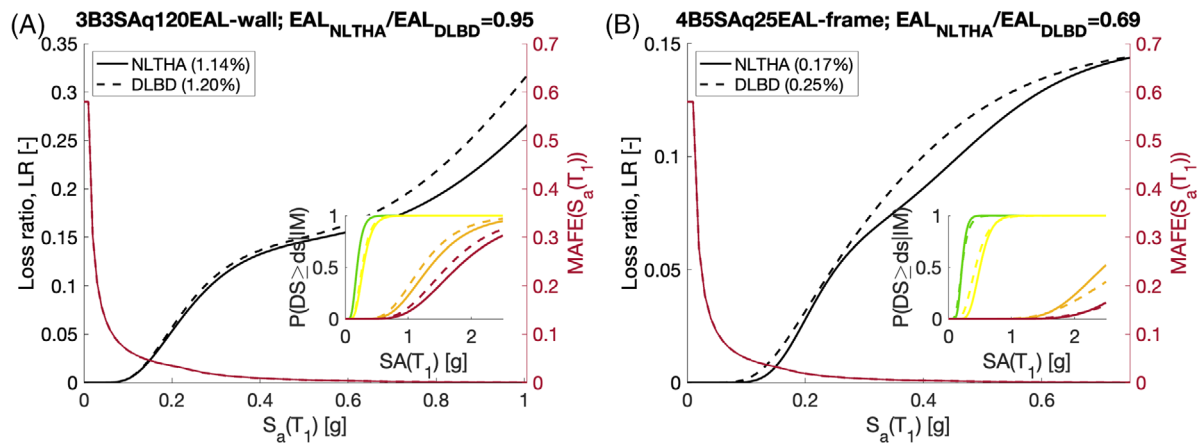 (A) 3B3SAq120EAL-wall; EAL_NLTHA/EAL_DLBD=0.95
0.35
0.3
0.25
0.2
0.15
0.1
0.05
0
Loss ratio, LR [-]
NLTHA (1.14%)
DLBD (1.20%)
0.7
0.6
0.5
0.4
0.3
0.2
0.1
0
MAFE(S_a(T_1))
P(DS≥ds|IM)
1
0.5
0
0 1 2
SA(T_1) [g]
0 0.2 0.4 0.6 0.8 1
S_a(T_1) [g]
(B) 4B5SAq25EAL-frame; EAL_NLTHA/EAL_DLBD=0.69
0.15
0.1
0.05
0
Loss ratio, LR [-]
NLTHA (0.17%)
DLBD (0.25%)
0.7
0.6
0.5
0.4
0.3
0.2
0.1
0
MAFE(S_a(T_1))
P(DS≥ds|IM)
1
0.5
0
0 1 2
SA(T_1) [g]
0 0.2 0.4 0.6
S_a(T_1) [g]